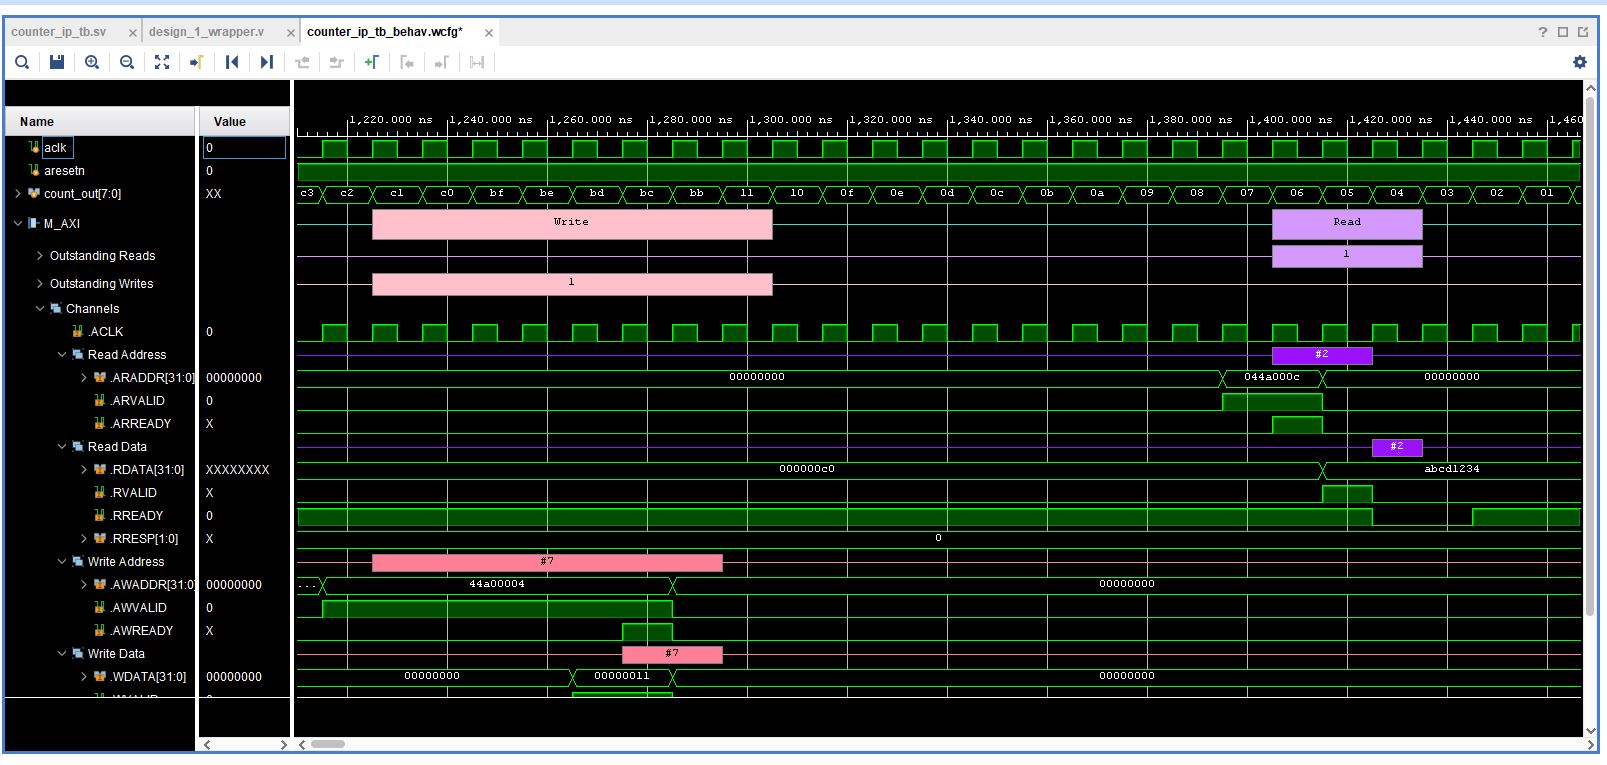 counter_ip_tb.sv × design_1_wrapper.v × counter_ip_tb_behav.wcfg* ×
?
Name Value
1,220.000 ns 1,240.000 ns 1,260.000 ns 1,280.000 ns 1,300.000 ns 1,320.000 ns 1,340.000 ns 1,360.000 ns 1,380.000 ns 1,400.000 ns 1,420.000 ns 1,440.000 ns 1,460
aclk 0
aresetn 0
count_out[7:0] XX c3 c2 c1 c0 bf be bd bc bb 11 10 0f 0e 0d 0c 0b 0a 09 08 07 06 05 04 03 02 01
M_AXI Write Read
Outstanding Reads 1
Outstanding Writes 1
Channels
.ACLK 0
Read Address #2
.ARADDR[31:0] 00000000 00000000 044a000c 00000000
.ARVALID 0
.ARREADY X
Read Data #2
.RDATA[31:0] XXXXXXXX 000000c0 abcd1234
.RVALID X
.RREADY 0
.RRESP[1:0] X 0
Write Address #7
.AWADDR[31:0] 00000000 ... 44a00004 00000000
.AWVALID 0
.AWREADY X
Write Data #7
.WDATA[31:0] 00000000 00000000 00000011 00000000